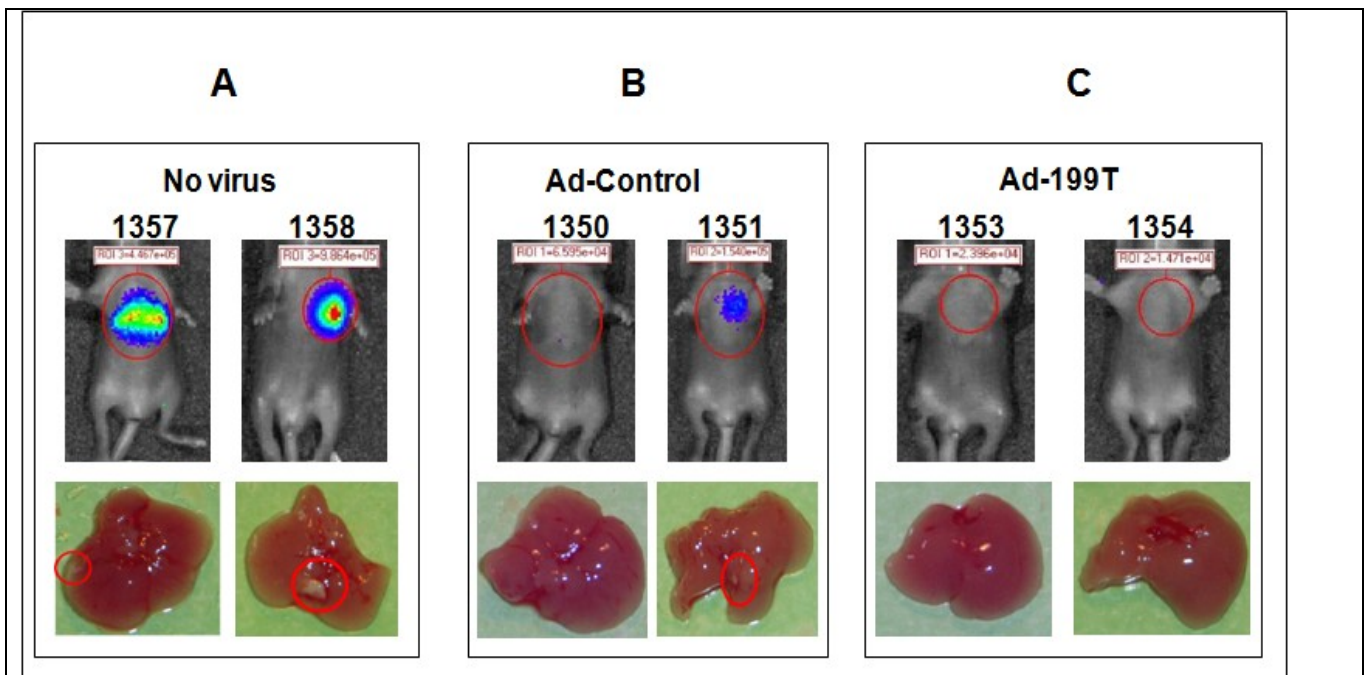 A B C
No virus Ad-Control Ad-199T
1357 1358 1350 1351 1353 1354
ROI 3=4.467e+05 ROI 3=9.864e+05 ROI 1=6.595e+04 ROI 2=1.540e+05 ROI 1=2.396e+04 ROI 2=1.471e+04